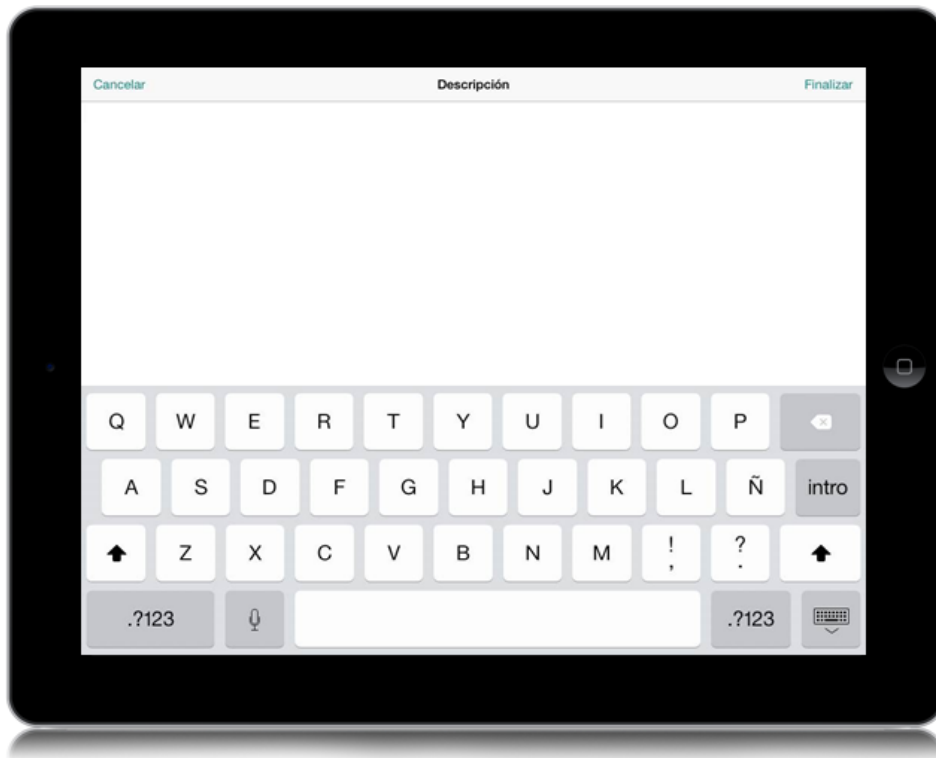 Cancelar Descripción Finalizar
Q W E R T Y U I O P
A S D F G H J K L Ñ intro
Z X C V B N M ! , ? .
.?123 .?123